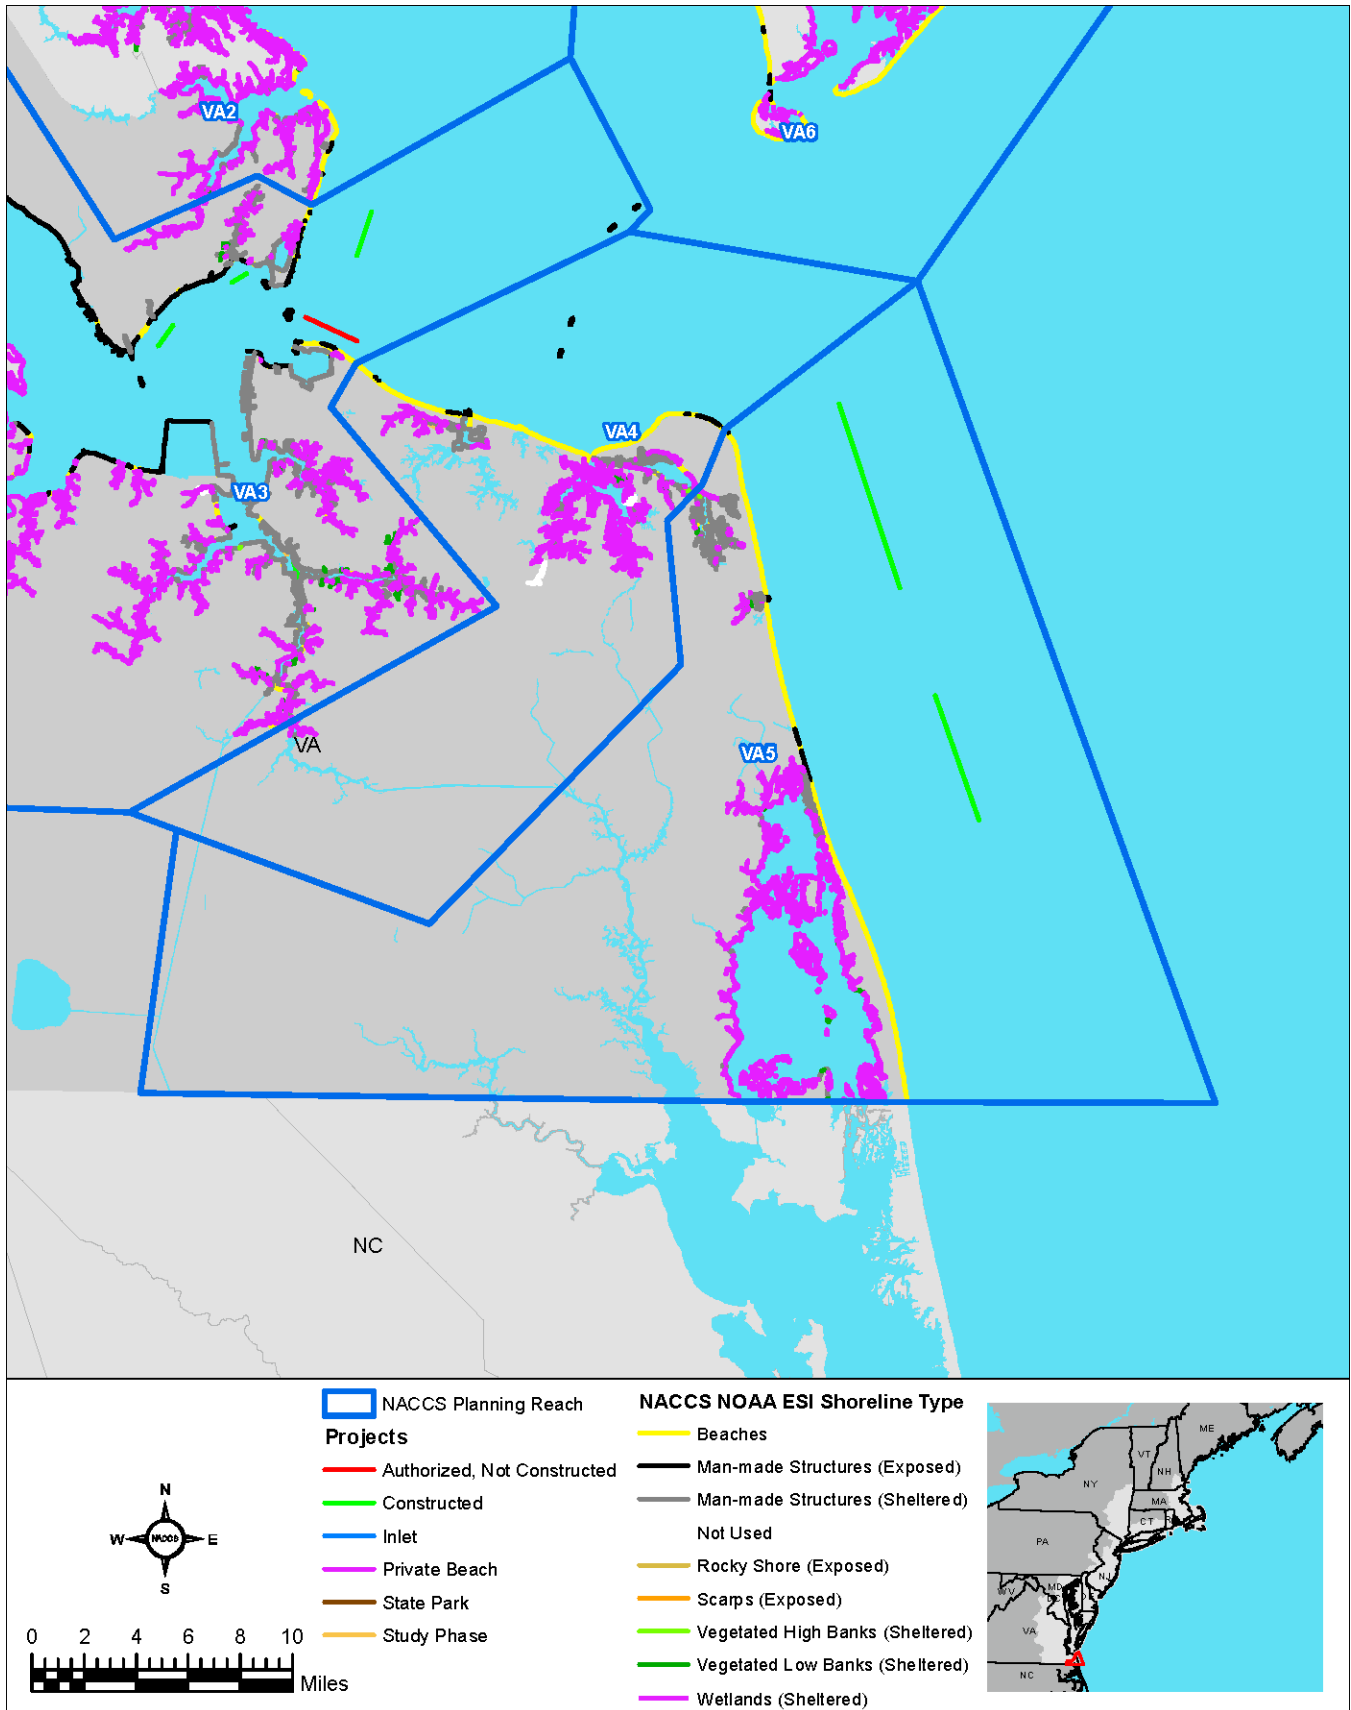 VA2
VA6
VA4
VA3
VA
VA5
NC
NACCS Planning Reach
Projects
Authorized, Not Constructed
Constructed
Inlet
Private Beach
State Park
Study Phase
NACCS NOAA ESI Shoreline Type
Beaches
Man-made Structures (Exposed)
Man-made Structures (Sheltered)
Not Used
Rocky Shore (Exposed)
Scarps (Exposed)
Vegetated High Banks (Sheltered)
Vegetated Low Banks (Sheltered)
Wetlands (Sheltered)
N
W NACCS E
S
0 2 4 6 8 10
Miles
ME
VT
NH
NY
MA
CT
PA
NJ
WV
MD
VA
NC